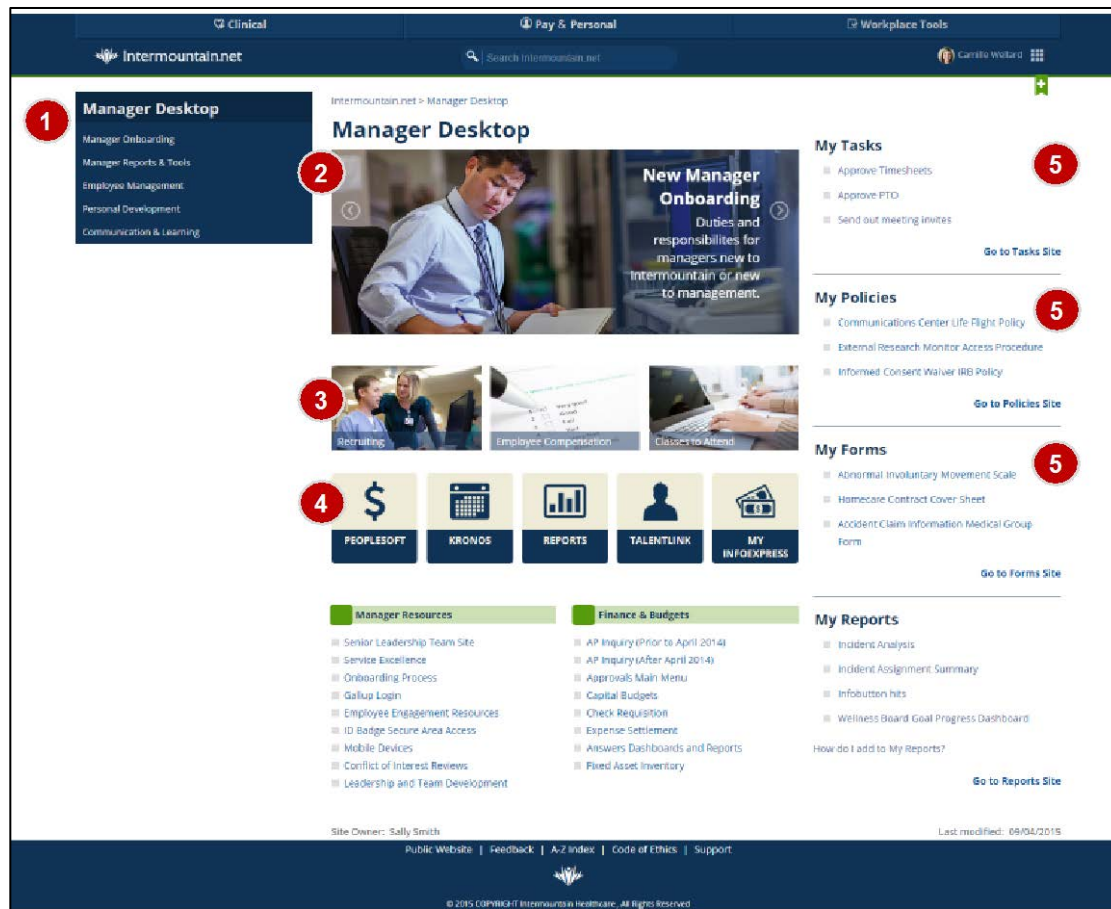 Clinical
Pay & Personal
Workplace Tools
Intermountain.net
Search Intermountain.net
Camille Wellard
1
Manager Desktop
Manager Onboarding
Manager Reports & Tools
Employee Management
Personal Development
Communication & Learning
Intermountain.net > Manager Desktop
Manager Desktop
2
New Manager
Onboarding
Duties and
responsibilites for
managers new to
Intermountain or new
to management.
3
Recruiting
Employee Compensation
Classes to Attend
4
$
PEOPLESOFT
KRONOS
REPORTS
TALENTLINK
MY
INFOEXPRESS
Manager Resources
Senior Leadership Team Site
Service Excellence
Onboarding Process
Gallup Login
Employee Engagement Resources
ID Badge Secure Area Access
Mobile Devices
Conflict of Interest Reviews
Leadership and Team Development
Finance & Budgets
AP Inquiry (Prior to April 2014)
AP Inquiry (After April 2014)
Approvals Main Menu
Capital Budgets
Check Requisition
Expense Settlement
Answers Dashboards and Reports
Fixed Asset Inventory
My Tasks
5
Approve Timesheets
Approve PTO
Send out meeting invites
Go to Tasks Site
My Policies
5
Communications Center Life Flight Policy
External Research Monitor Access Procedure
Informed Consent Waiver IRB Policy
Go to Policies Site
My Forms
5
Abnormal Involuntary Movement Scale
Homecare Contract Cover Sheet
Accident Claim Information Medical Group
Form
Go to Forms Site
My Reports
Incident Analysis
Incident Assignment Summary
Infobutton hits
Wellness Board Goal Progress Dashboard
How do I add to My Reports?
Go to Reports Site
Site Owner: Sally Smith
Last modified: 09/04/2015
Public Website | Feedback | A-Z Index | Code of Ethics | Support
© 2015 COPYRIGHT Intermountain Healthcare, All Rights Reserved